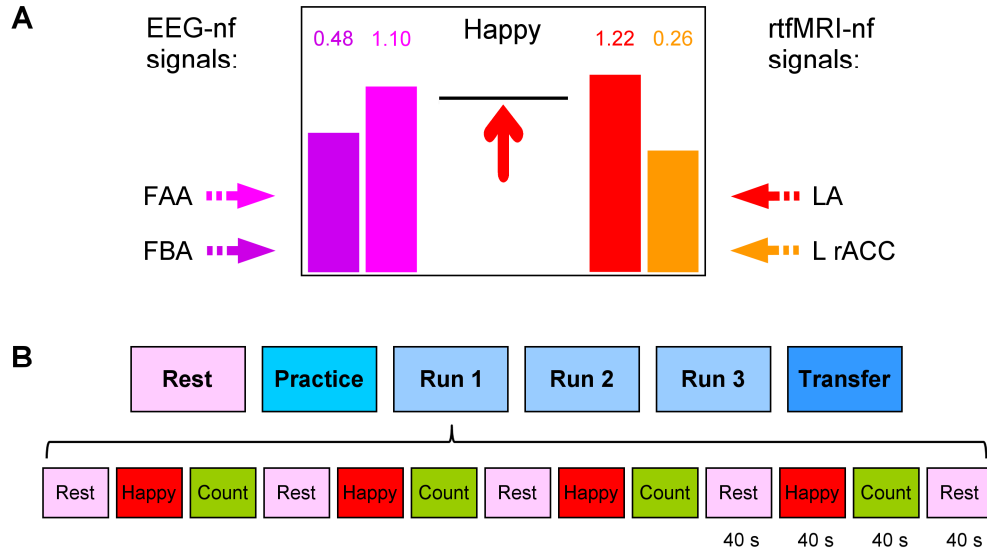 A
EEG-nf
signals:
0.48 1.10 Happy 1.22 0.26
rtfMRI-nf
signals:
FAA LA
FBA L rACC
B
Rest Practice Run 1 Run 2 Run 3 Transfer
Rest Happy Count Rest Happy Count Rest Happy Count Rest Happy Count Rest
40 s 40 s 40 s 40 s